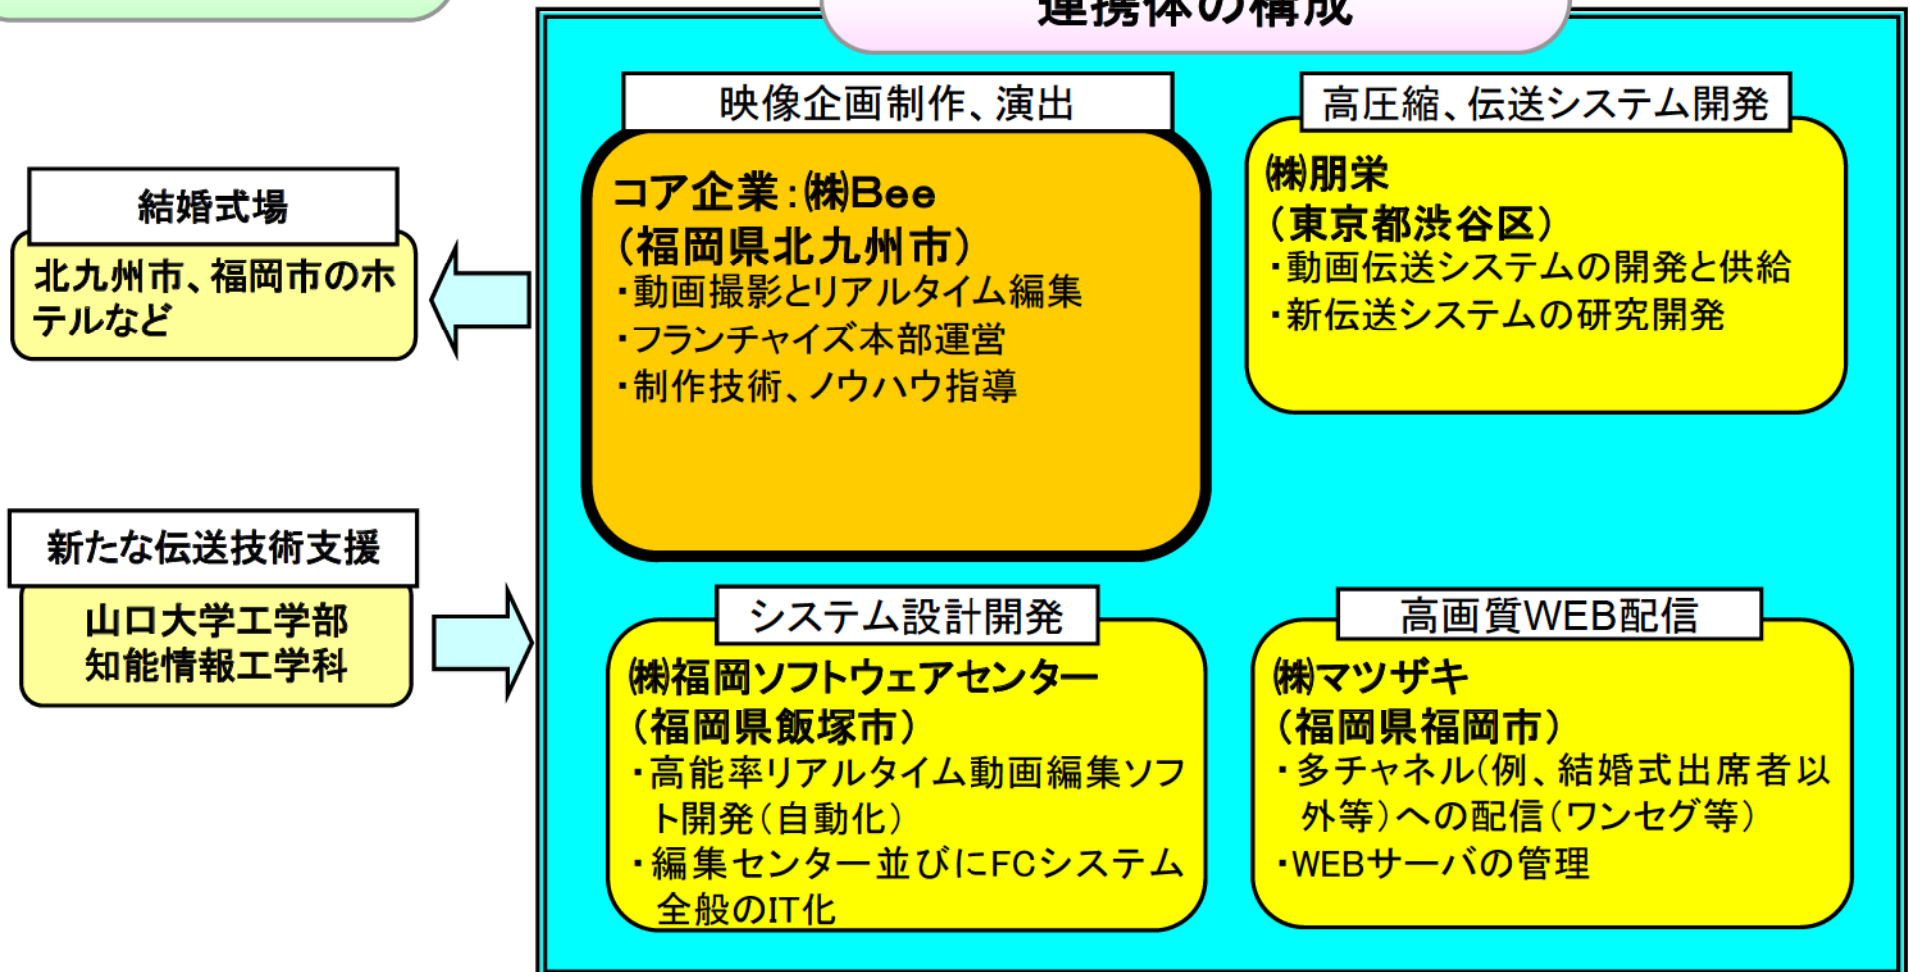 連携体の構成
結婚式場
北九州市、福岡市のホ
テルなど
新たな伝送技術支援
山口大学工学部
知能情報工学科
映像企画制作、演出
コア企業:㈱Bee
(福岡県北九州市)
・動画撮影とリアルタイム編集
・フランチャイズ本部運営
・制作技術、ノウハウ指導
高圧縮、伝送システム開発
㈱朋栄
(東京都渋谷区)
・動画伝送システムの開発と供給
・新伝送システムの研究開発
システム設計開発
㈱福岡ソフトウェアセンター
(福岡県飯塚市)
・高能率リアルタイム動画編集ソフ
ト開発(自動化)
・編集センター並びにFCシステム
全般のIT化
高画質WEB配信
㈱マツザキ
(福岡県福岡市)
・多チャネル(例、結婚式出席者以
外等)への配信(ワンセグ等)
・WEBサーバの管理